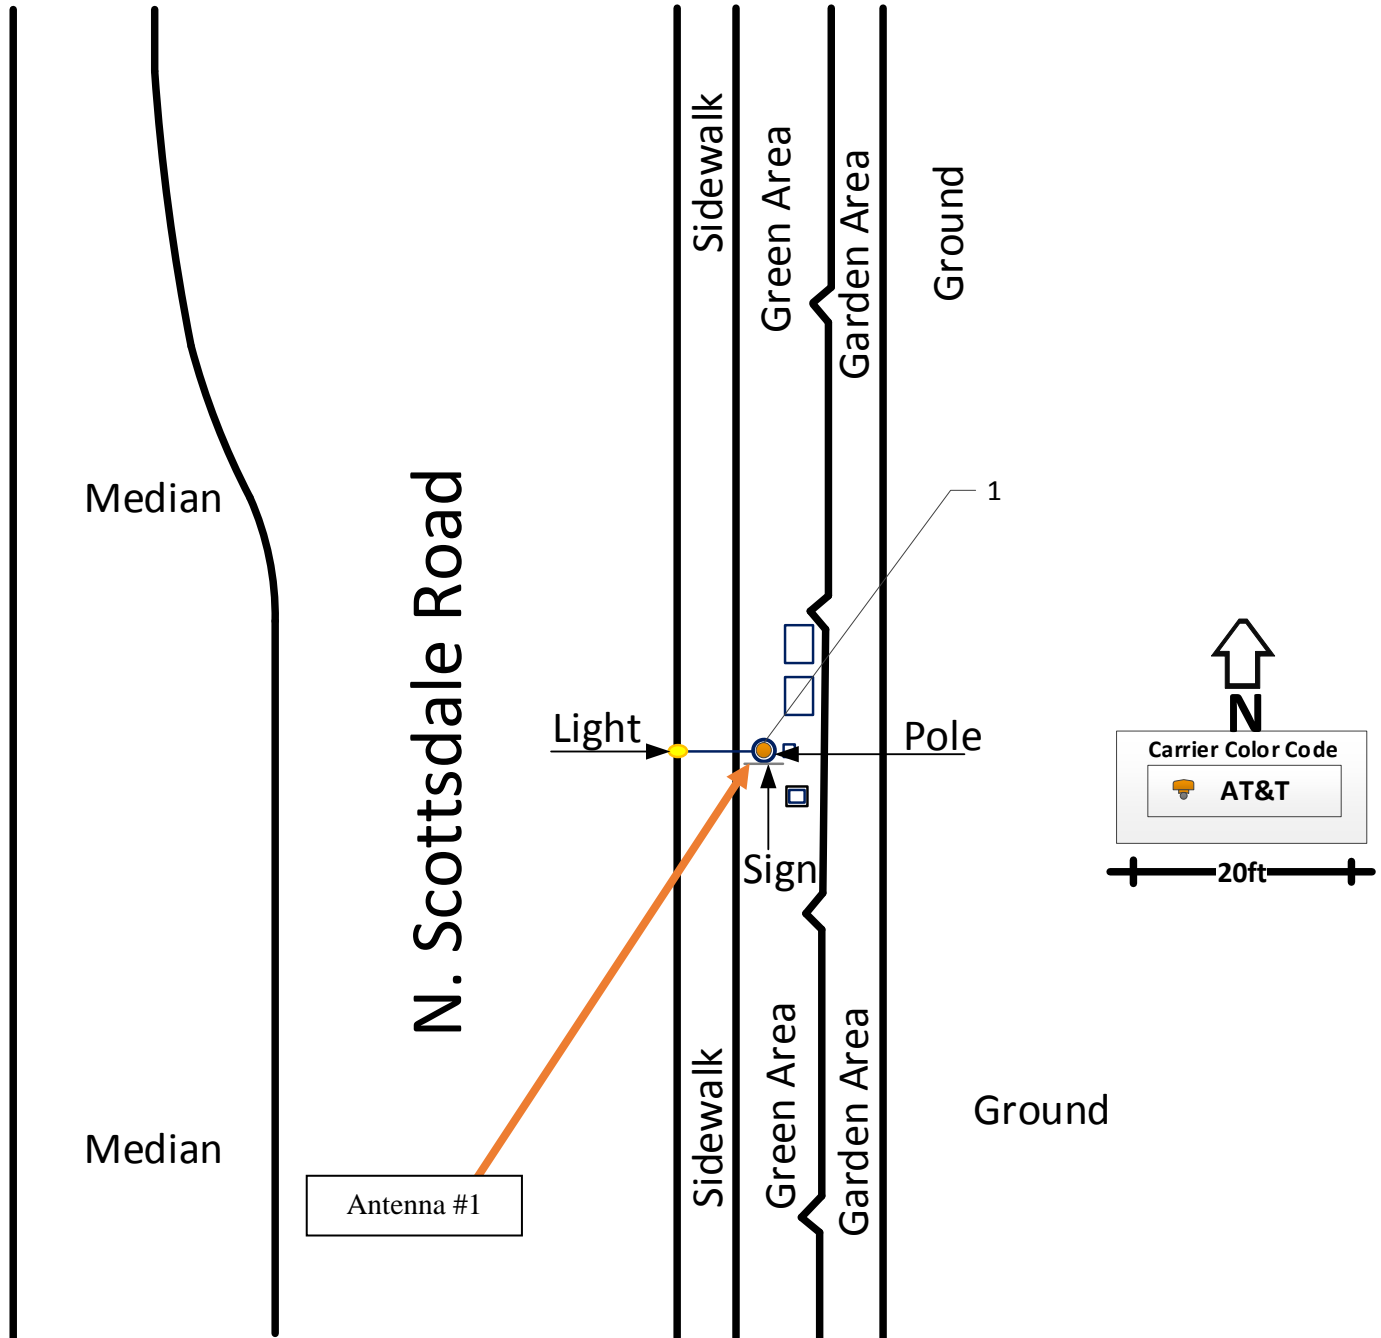 Sidewalk
Green Area
Garden Area
Ground
Median
N. Scottsdale Road
1
Light
Pole
Sign
N
Carrier Color Code
AT&T
20ft
Median
Antenna #1
Sidewalk
Green Area
Garden Area
Ground